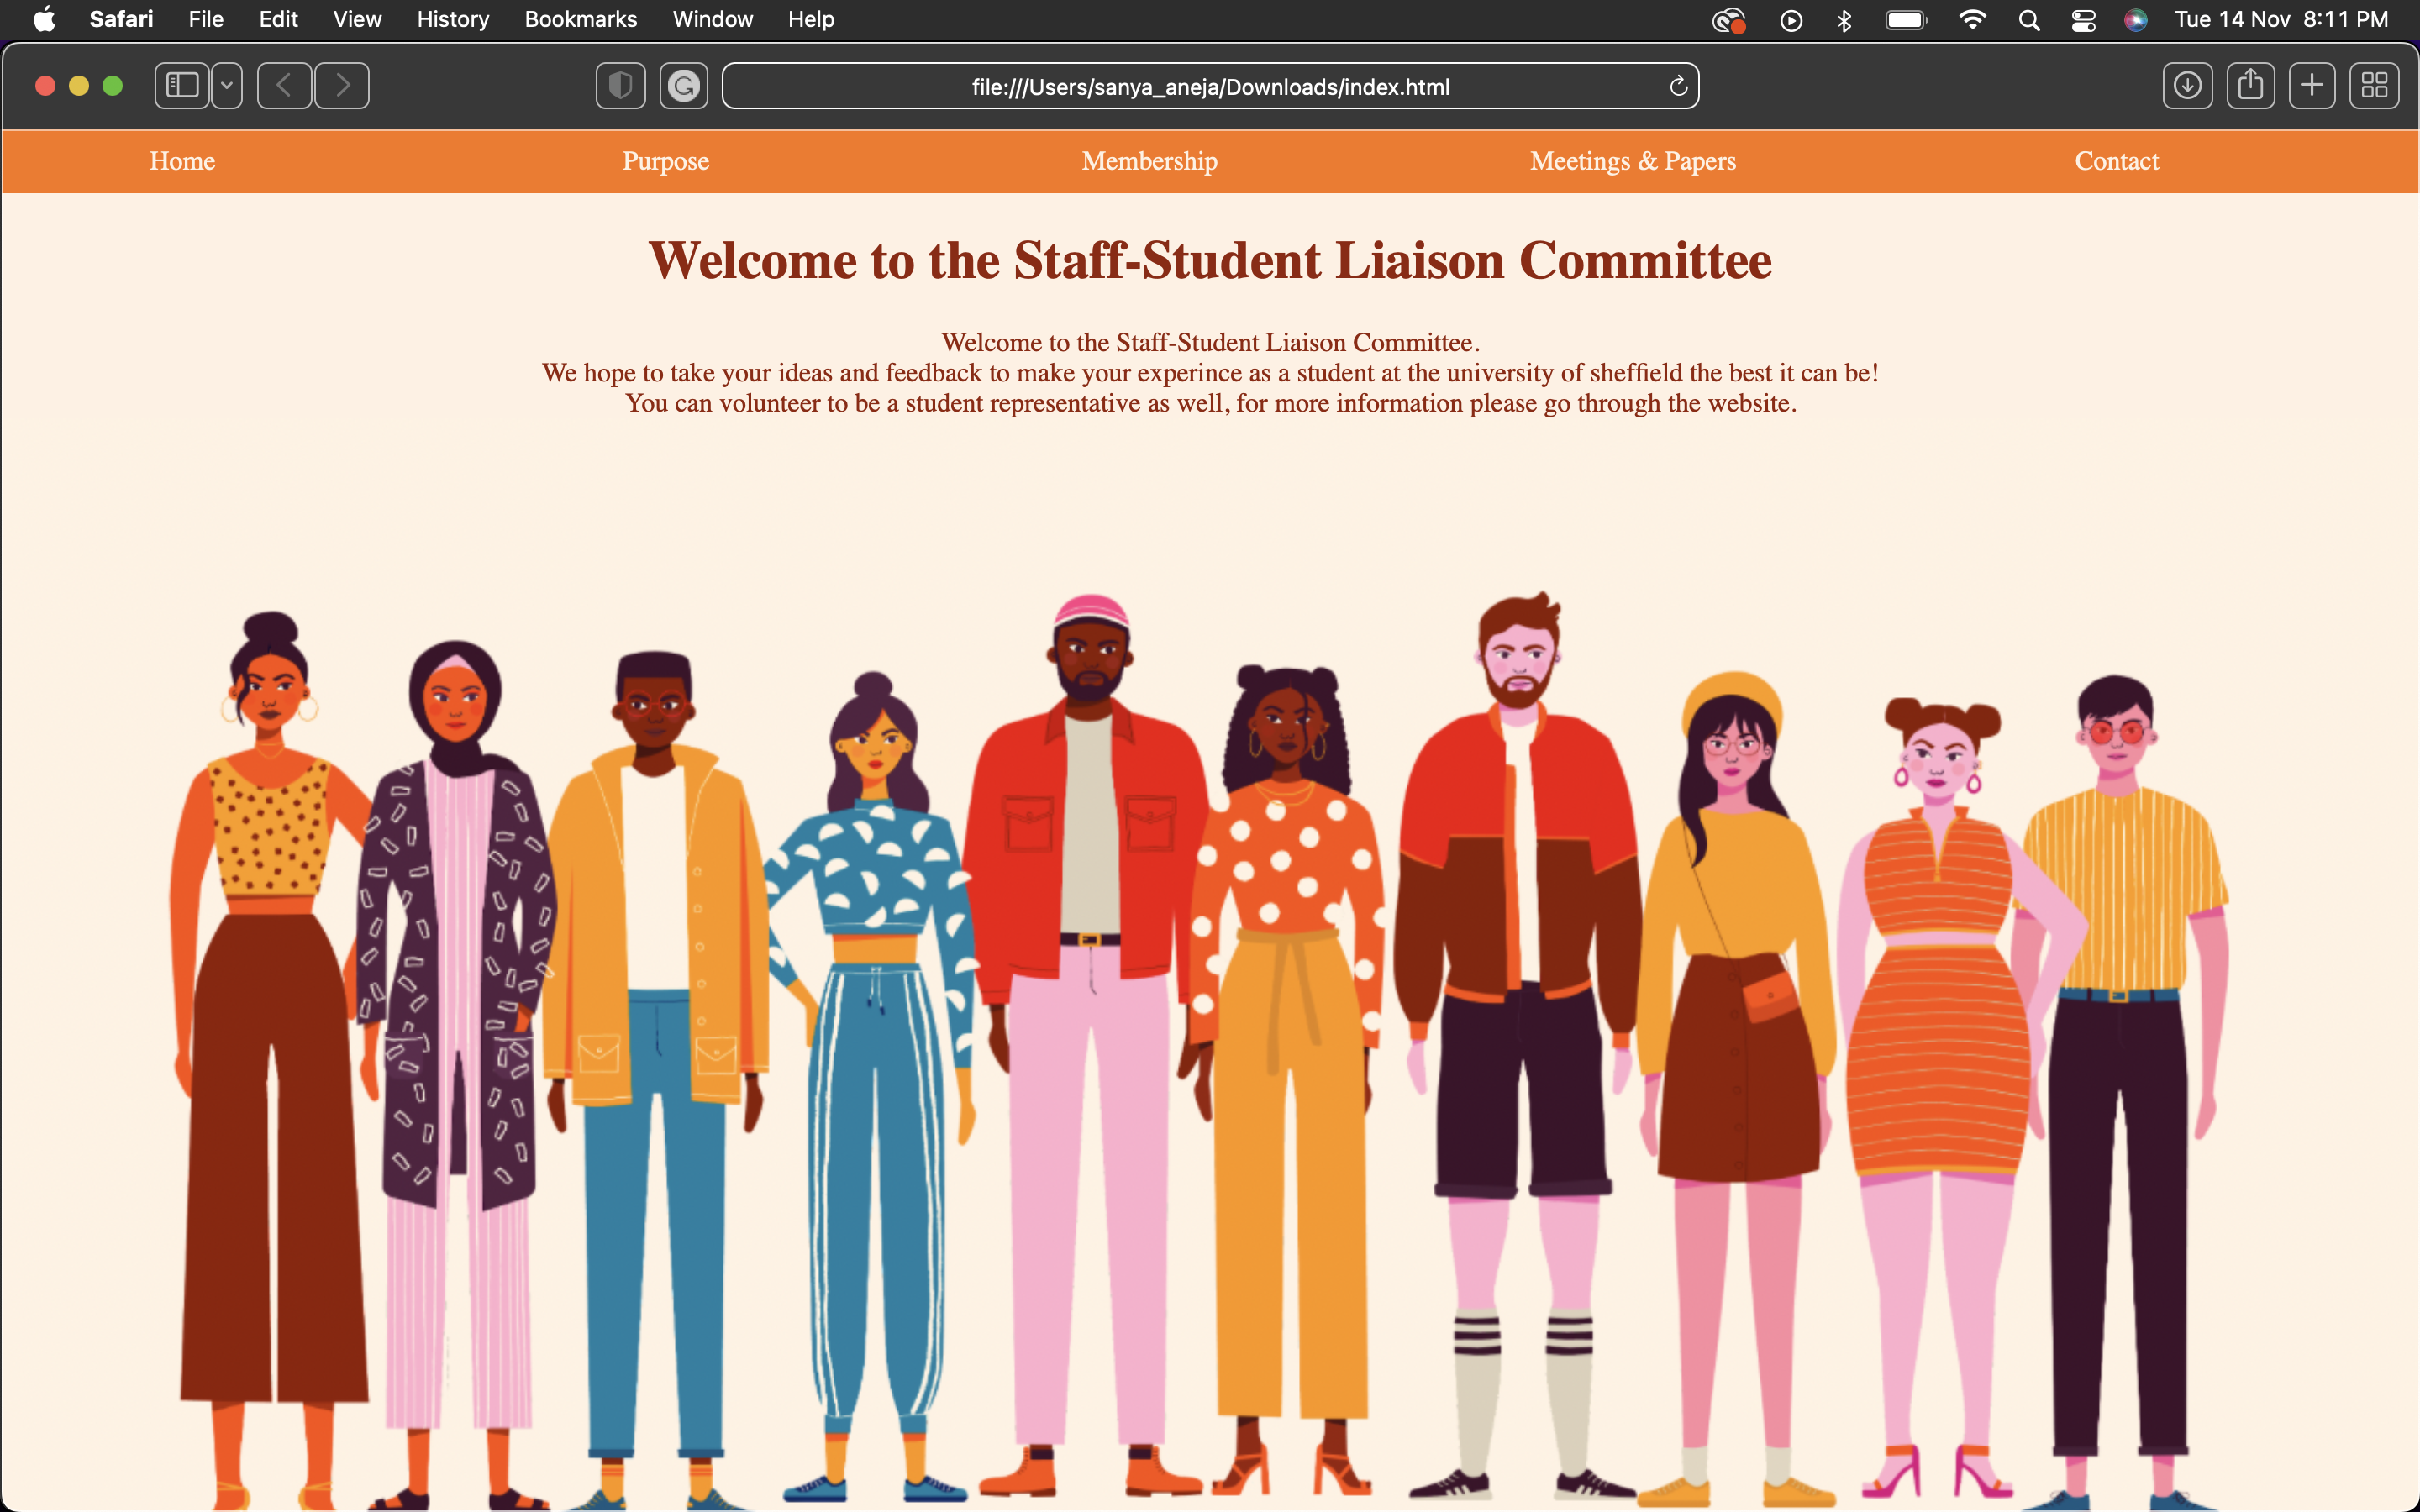 Safari File Edit View History Bookmarks Window Help Tue 14 Nov 8:11 PM
file:///Users/sanya_aneja/Downloads/index.html
Home Purpose Membership Meetings & Papers Contact
Welcome to the Staff-Student Liaison Committee
Welcome to the Staff-Student Liaison Committee.
We hope to take your ideas and feedback to make your experince as a student at the university of sheffield the best it can be!
You can volunteer to be a student representative as well, for more information please go through the website.